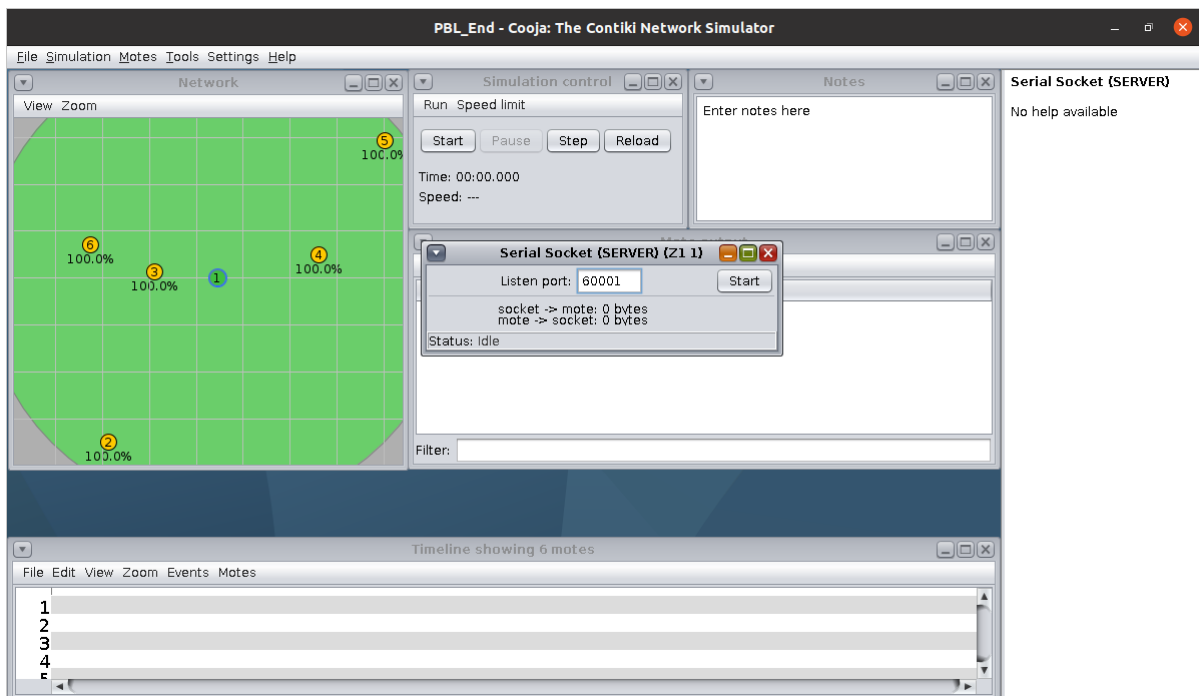 PBL_End - Cooja: The Contiki Network Simulator
File Simulation Motes Tools Settings Help
Network
View Zoom
5
100.0%
6
100.0%
3
100.0%
1
4
100.0%
2
100.0%
Simulation control
Run Speed limit
Start Pause Step Reload
Time: 00:00.000
Speed: ---
Notes
Enter notes here
Serial Socket (SERVER)
No help available
Serial Socket (SERVER) (Z1 1)
Listen port: 60001 Start
socket -> mote: 0 bytes
mote -> socket: 0 bytes
Status: Idle
Filter:
Timeline showing 6 motes
File Edit View Zoom Events Motes
1
2
3
4